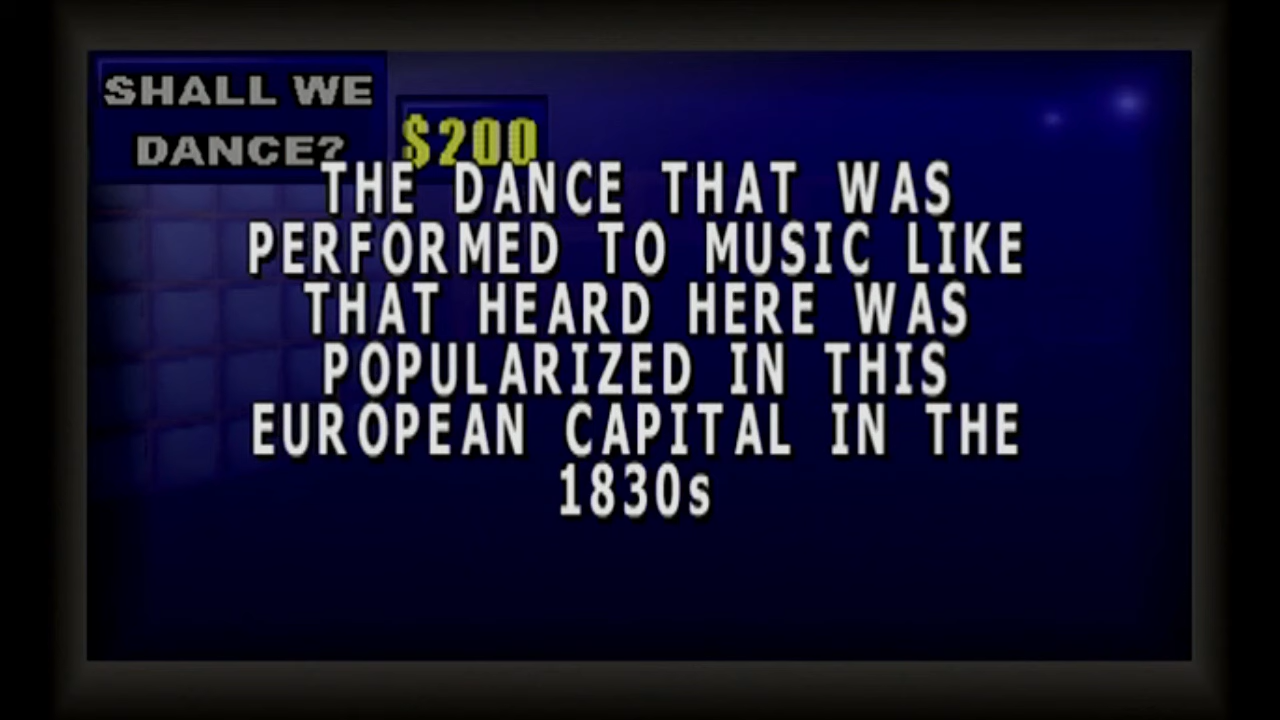 SHALL WE
DANCE?
$200
THE DANCE THAT WAS
PERFORMED TO MUSIC LIKE
THAT HEARD HERE WAS
POPULARIZED IN THIS
EUROPEAN CAPITAL IN THE
1830s